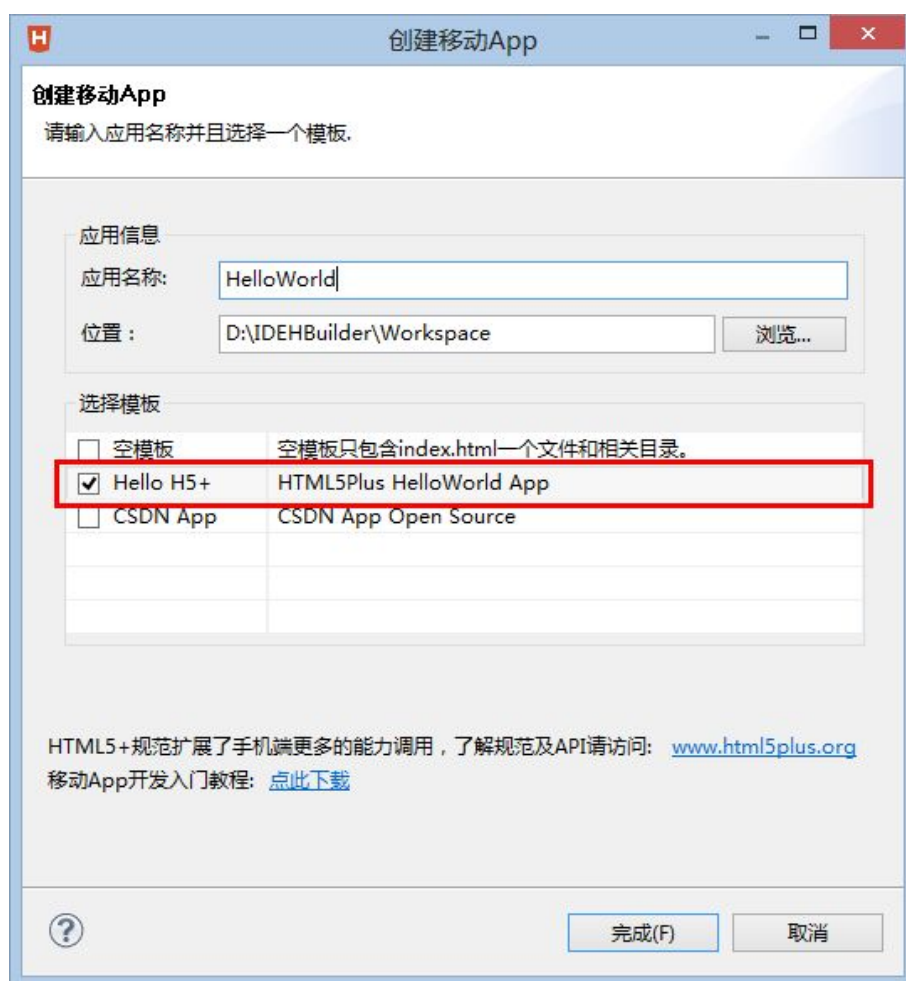 创建移动App
创建移动App
请输入应用名称并且选择一个模板.
应用信息
应用名称: HelloWorld
位置： D:\IDEHBuilder\Workspace 浏览...
选择模板
空模板 空模板只包含index.html一个文件和相关目录。
Hello H5+ HTML5Plus HelloWorld App
CSDN App CSDN App Open Source
HTML5+规范扩展了手机端更多的能力调用，了解规范及API请访问: www.html5plus.org
移动App开发入门教程: 点此下载
完成(F) 取消